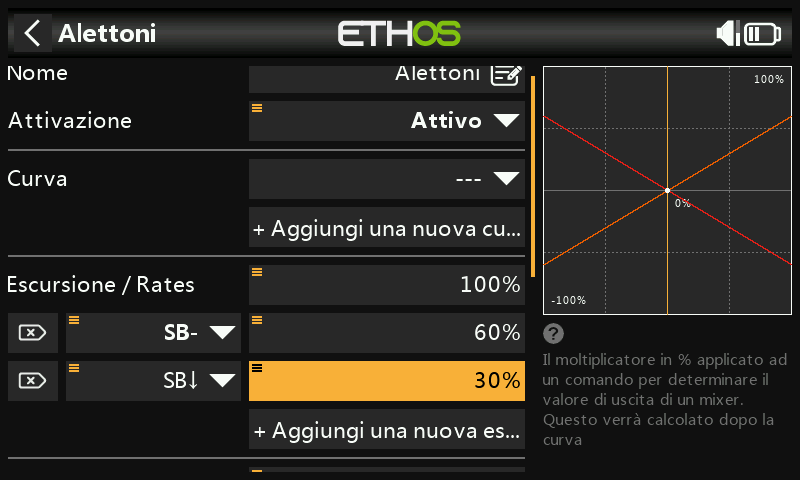 Alettoni
ETHOS
Nome
Alettoni
Attivazione
Attivo
Curva
---
+ Aggiungi una nuova cu...
Escursione / Rates
100%
SB-
60%
SB↓
30%
+ Aggiungi una nuova es...
100%
0%
-100%
?
Il moltiplicatore in % applicato ad
un comando per determinare il
valore di uscita di un mixer.
Questo verrà calcolato dopo la
curva